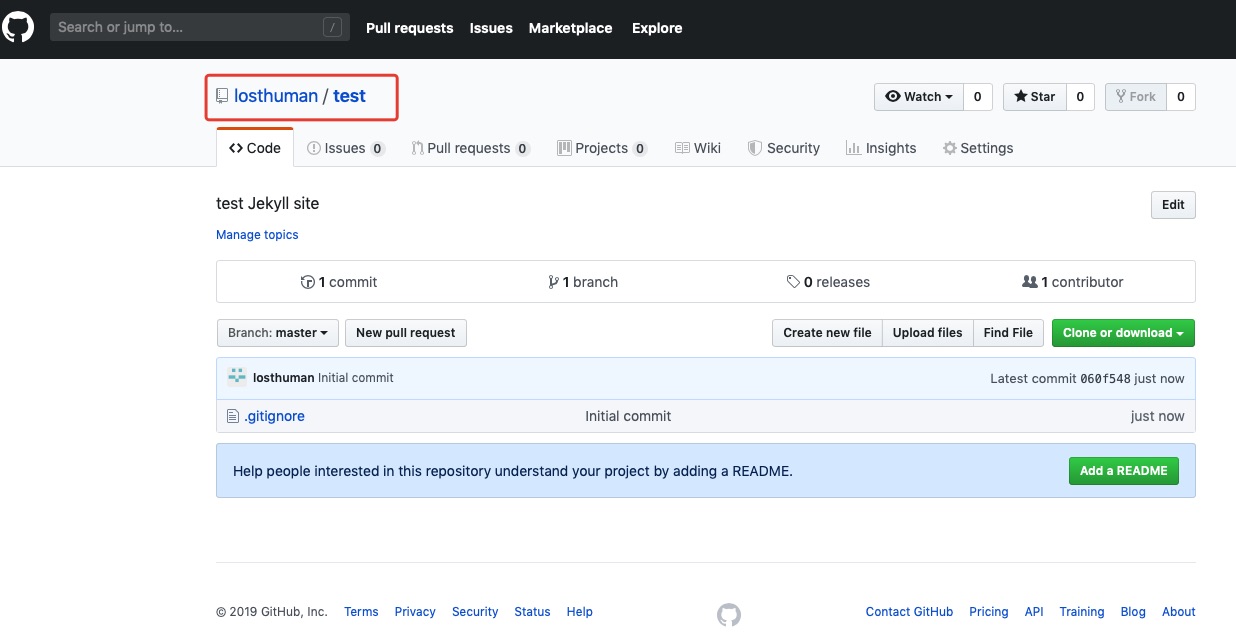 Search or jump to... / Pull requests Issues Marketplace Explore
losthuman / test Watch 0 Star 0 Fork 0
Code Issues 0 Pull requests 0 Projects 0 Wiki Security Insights Settings
test Jekyll site Edit
Manage topics
1 commit 1 branch 0 releases 1 contributor
Branch: master New pull request Create new file Upload files Find File Clone or download
losthuman Initial commit Latest commit 060f548 just now
.gitignore Initial commit just now
Help people interested in this repository understand your project by adding a README. Add a README
© 2019 GitHub, Inc. Terms Privacy Security Status Help Contact GitHub Pricing API Training Blog About